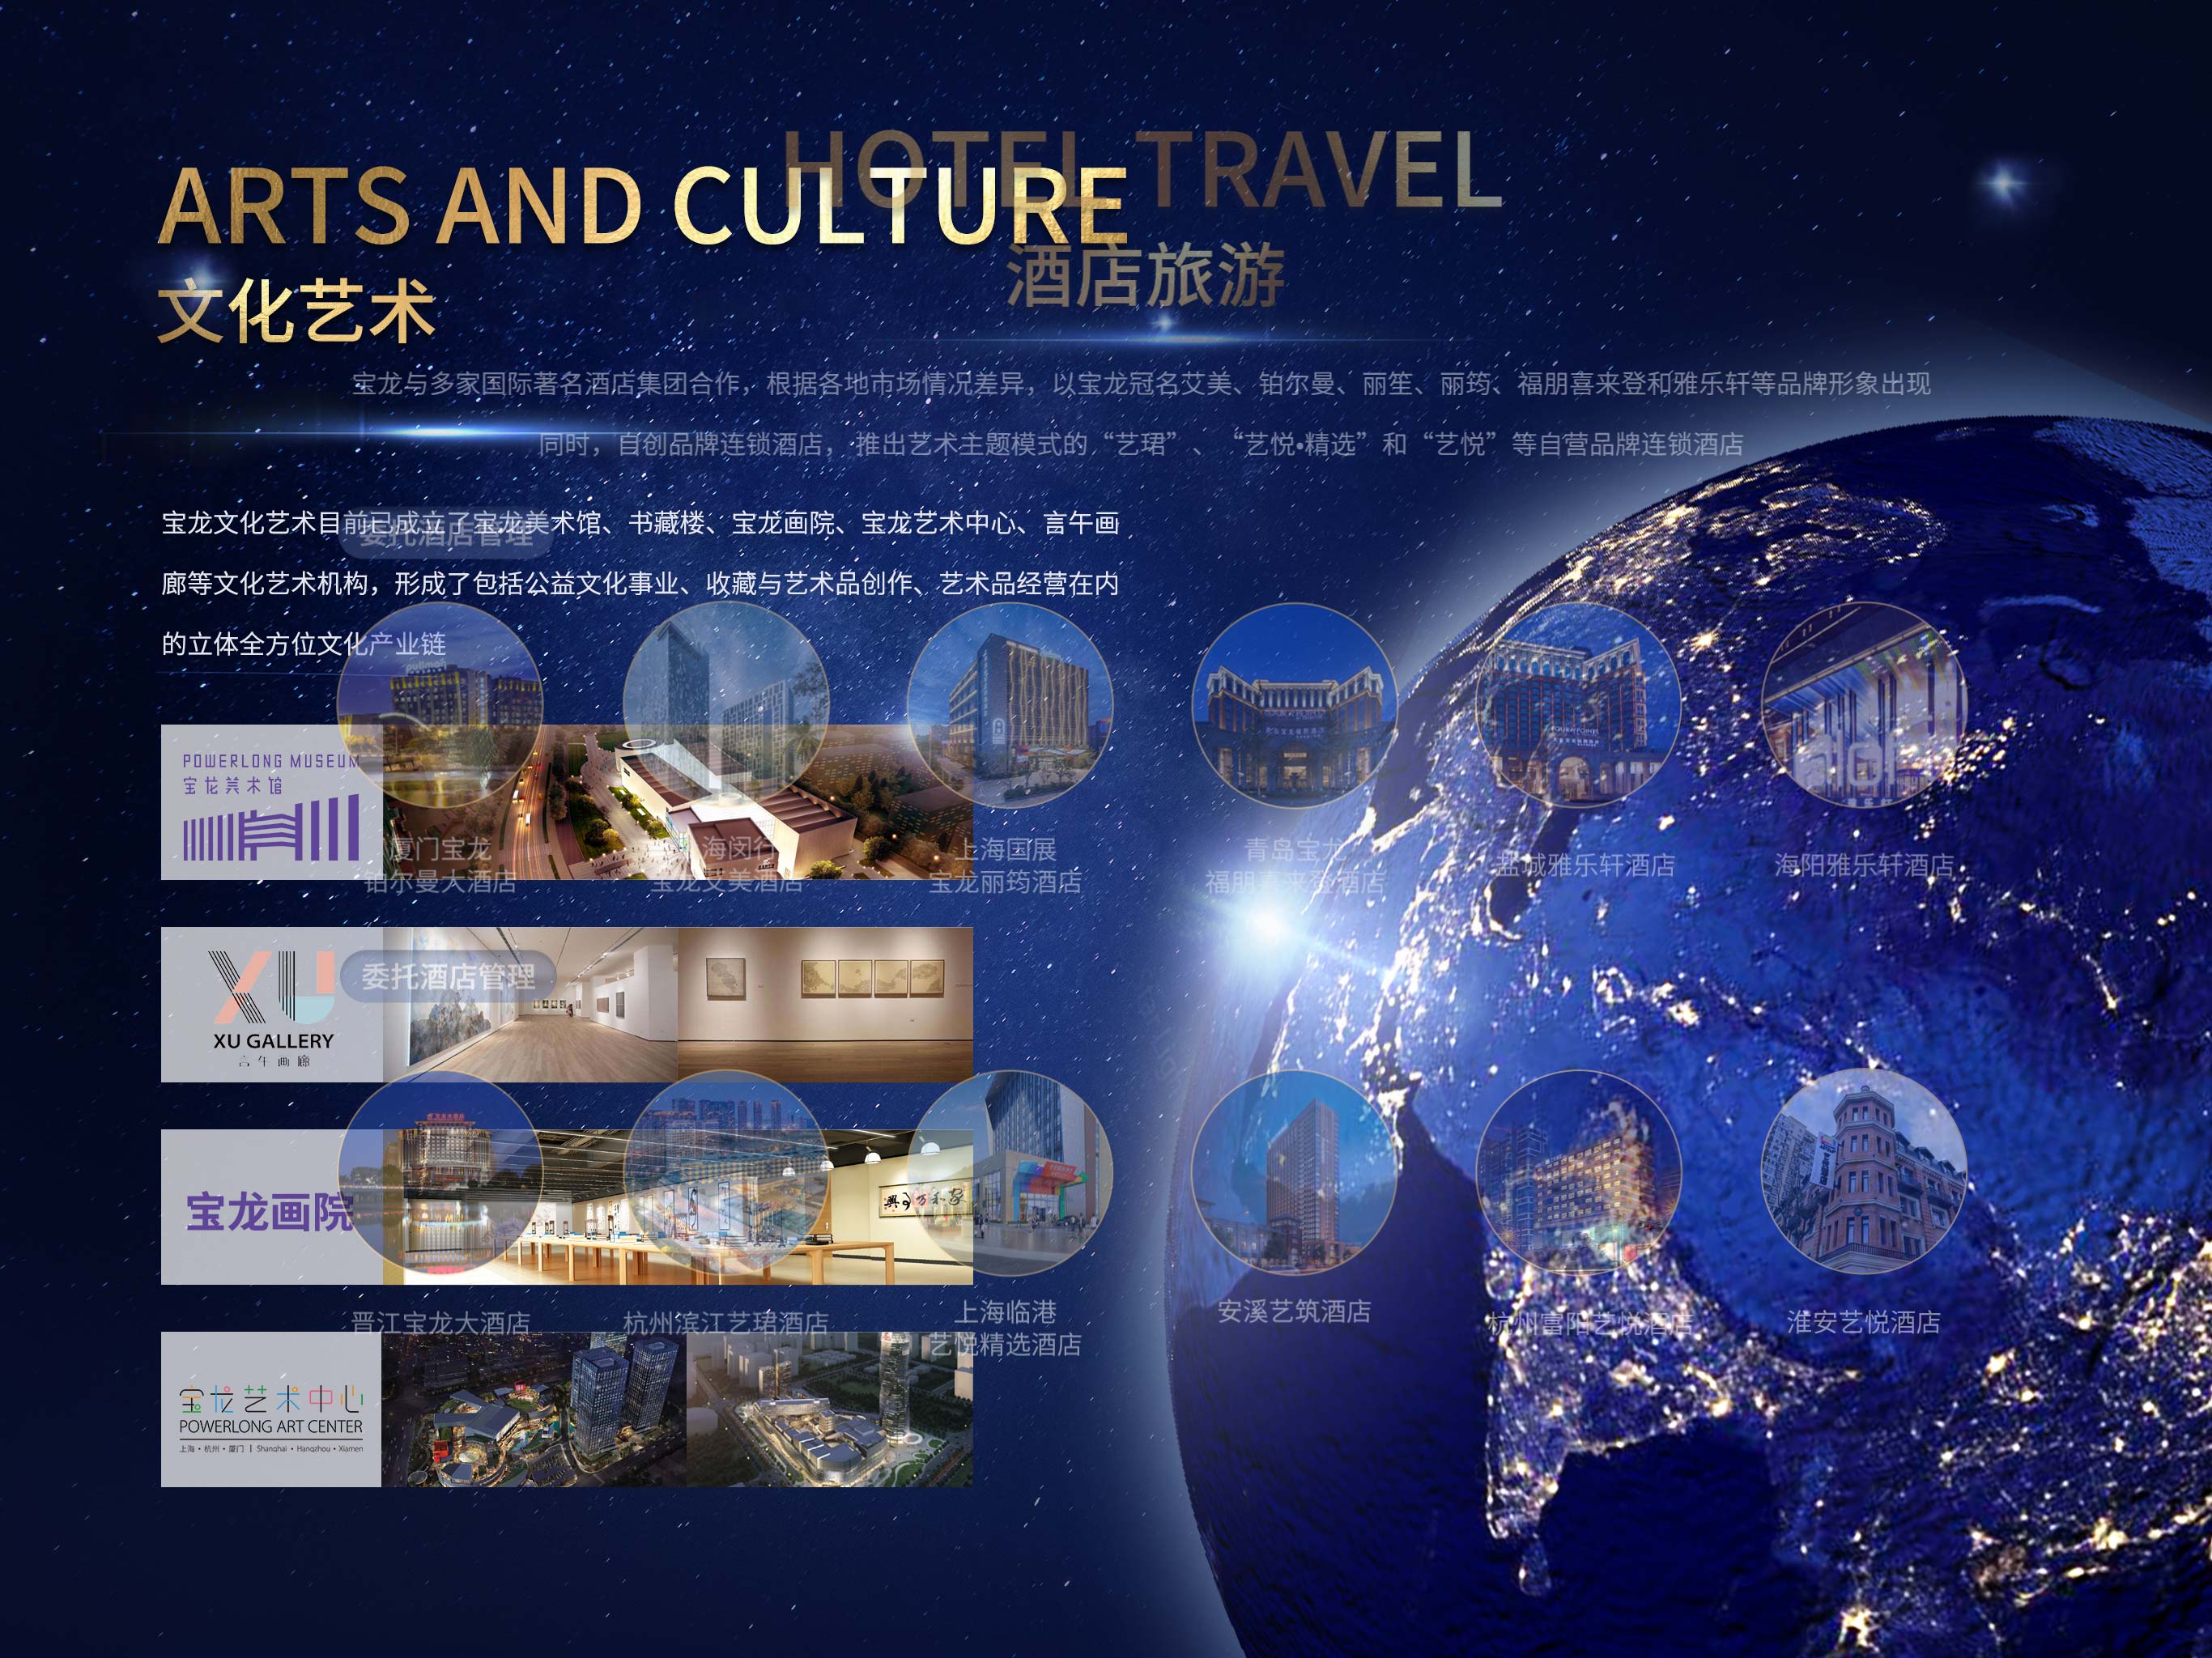 HOTEL TRAVEL
ARTS AND CULTURE
酒店旅游
文化艺术
宝龙与多家国际著名酒店集团合作，根据各地市场情况差异，以宝龙冠名艾美、铂尔曼、丽笙、丽筠、福朋喜来登和雅乐轩等品牌形象出现
同时，自创品牌连锁酒店，推出艺术主题模式的“艺珺”、“艺悦•精选”和“艺悦”等自营品牌连锁酒店
宝龙文化艺术目前已成立了宝龙美术馆、书藏楼、宝龙画院、宝龙艺术中心、言午画
委托酒店管理
廊等文化艺术机构，形成了包括公益文化事业、收藏与艺术品创作、艺术品经营在内
的立体全方位文化产业链
pullman
POWERLONG MUSEUM
宝龙美术馆
厦门宝龙
铂尔曼大酒店
海闵行
宝龙艾美酒店
上海国展
宝龙丽筠酒店
青岛宝龙
福朋喜来登酒店
盐城雅乐轩酒店
海阳雅乐轩酒店
委托酒店管理
XU
XU GALLERY
言午画廊
宝龙画院
晋江宝龙大酒店
杭州滨江艺珺酒店
上海临港
艺悦精选酒店
安溪艺筑酒店
杭州富阳艺悦酒店
淮安艺悦酒店
宝龙艺术中心
POWERLONG ART CENTER
上海·杭州·厦门 | Shanghai·Hangzhou·Xiamen